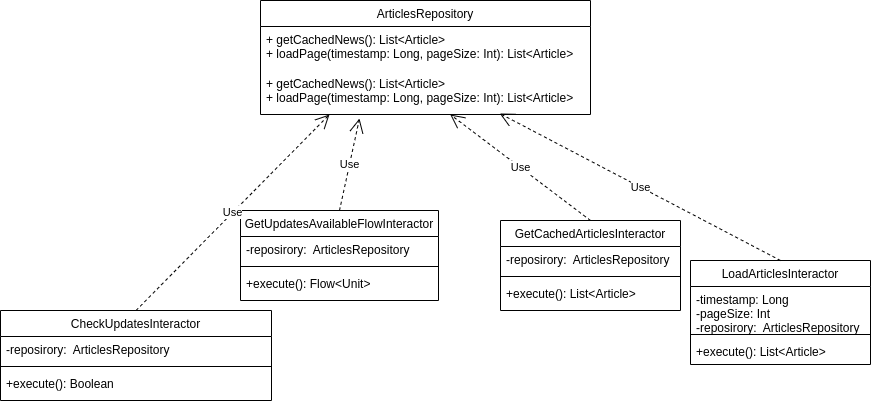 ArticlesRepository
+ getCachedNews(): List<Article>
+ loadPage(timestamp: Long, pageSize: Int): List<Article>
+ getCachedNews(): List<Article>
+ loadPage(timestamp: Long, pageSize: Int): List<Article>
Use
Use
Use
Use
GetUpdatesAvailableFlowInteractor
-reposirory:  ArticlesRepository
+execute(): Flow<Unit>
GetCachedArticlesInteractor
-reposirory:  ArticlesRepository
+execute(): List<Article>
LoadArticlesInteractor
-timestamp: Long
-pageSize: Int
-reposirory:  ArticlesRepository
+execute(): List<Article>
CheckUpdatesInteractor
-reposirory:  ArticlesRepository
+execute(): Boolean